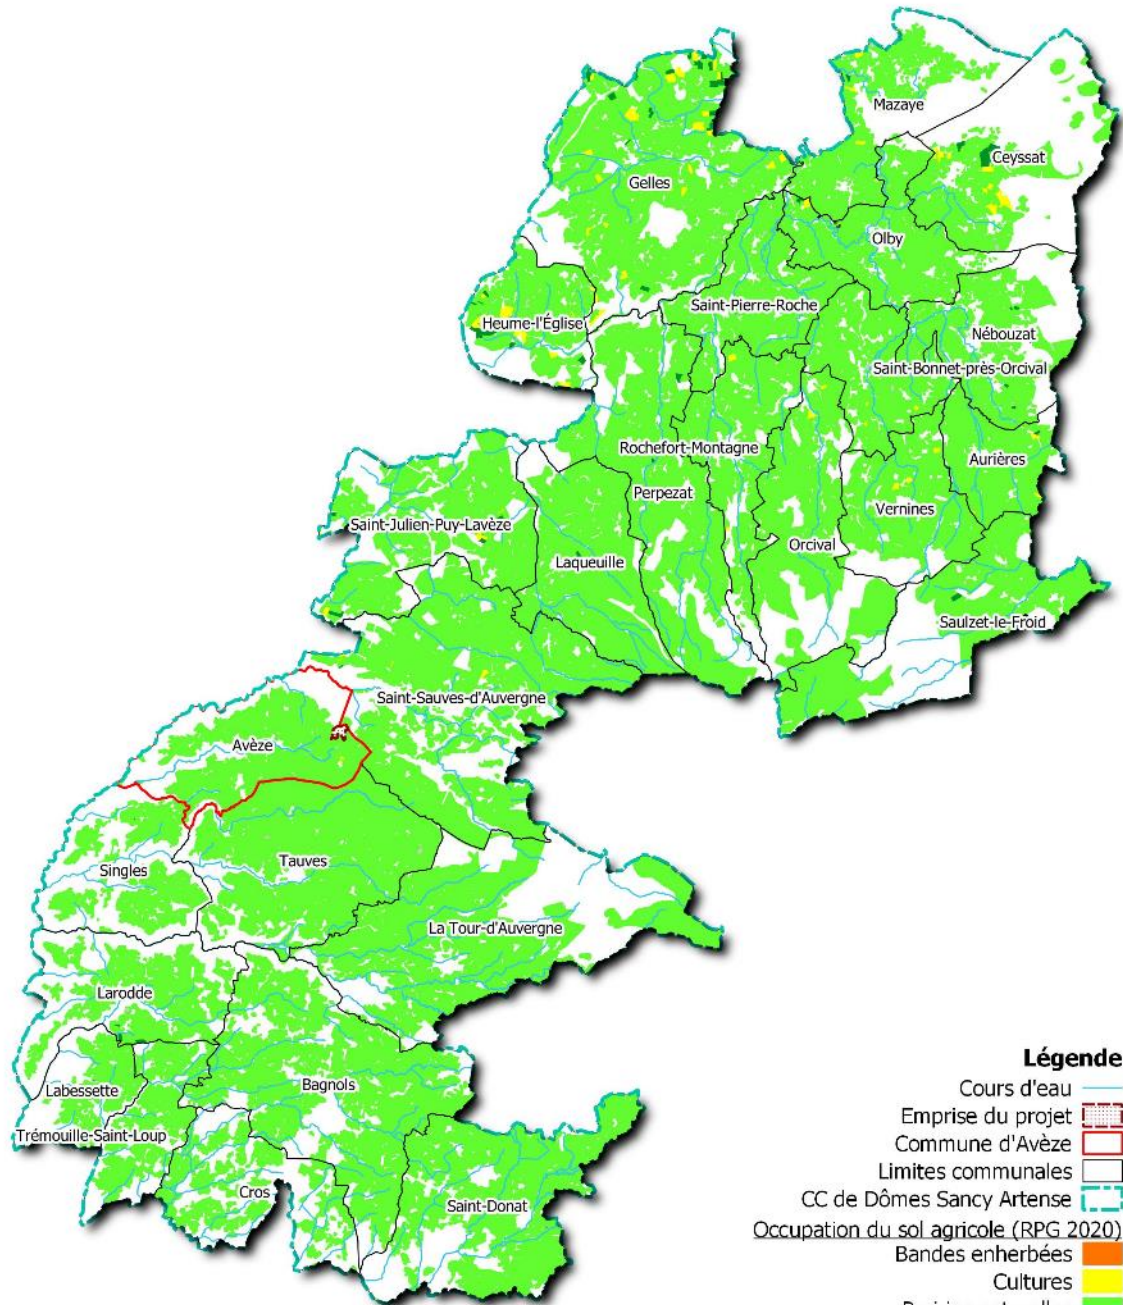 Mazaye
Ceyssat
Gelles
Olby
Saint-Pierre-Roche
Heume-l'Église
Nébouzat
Saint-Bonnet-près-Orcival
Rochefort-Montagne
Aurières
Perpezat
Vernines
Saint-Julien-Puy-Lavèze
Orcival
Laqueuille
Saulzet-le-Froid
Saint-Sauves-d'Auvergne
Avèze
Tauves
Singles
La Tour-d'Auvergne
Larodde
Bagnols
Labessette
Trémouille-Saint-Loup
Cros
Saint-Donat
Légende
Cours d'eau
Emprise du projet
Commune d'Avèze
Limites communales
CC de Dômes Sancy Artense
Occupation du sol agricole (RPG 2020)
Bandes enherbées
Cultures